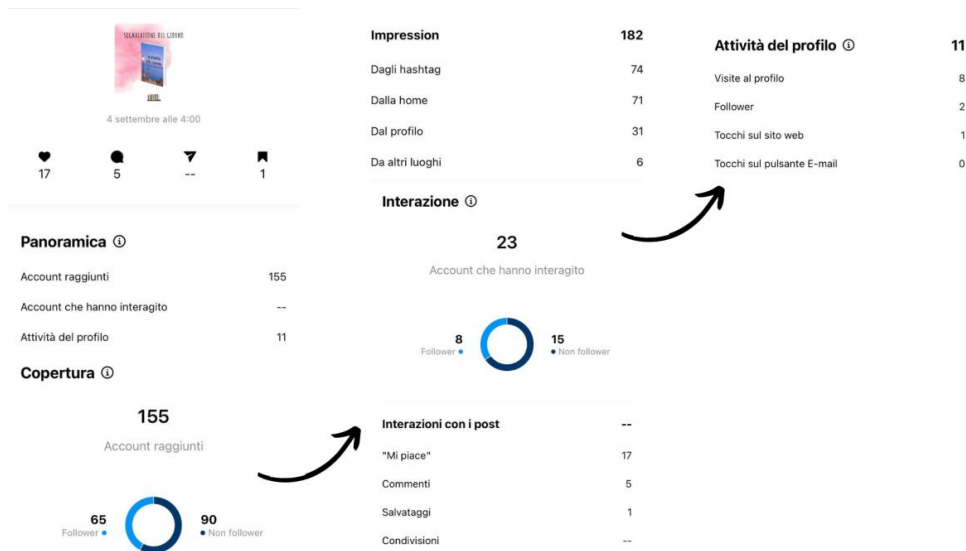 SEGNALAZIONE DEL GIORNO
4 settembre alle 4:00
17 5 -- 1
Panoramica
Account raggiunti 155
Account che hanno interagito --
Attività del profilo 11
Copertura
155
Account raggiunti
65 90
Follower Non follower
Impression 182
Dagli hashtag 74
Dalla home 71
Dal profilo 31
Da altri luoghi 6
Interazione
23
Account che hanno interagito
8 15
Follower Non follower
Interazioni con i post --
"Mi piace" 17
Commenti 5
Salvataggi 1
Condivisioni --
Attività del profilo 11
Visite al profilo 8
Follower 2
Tocchi sul sito web 1
Tocchi sul pulsante E-mail 0